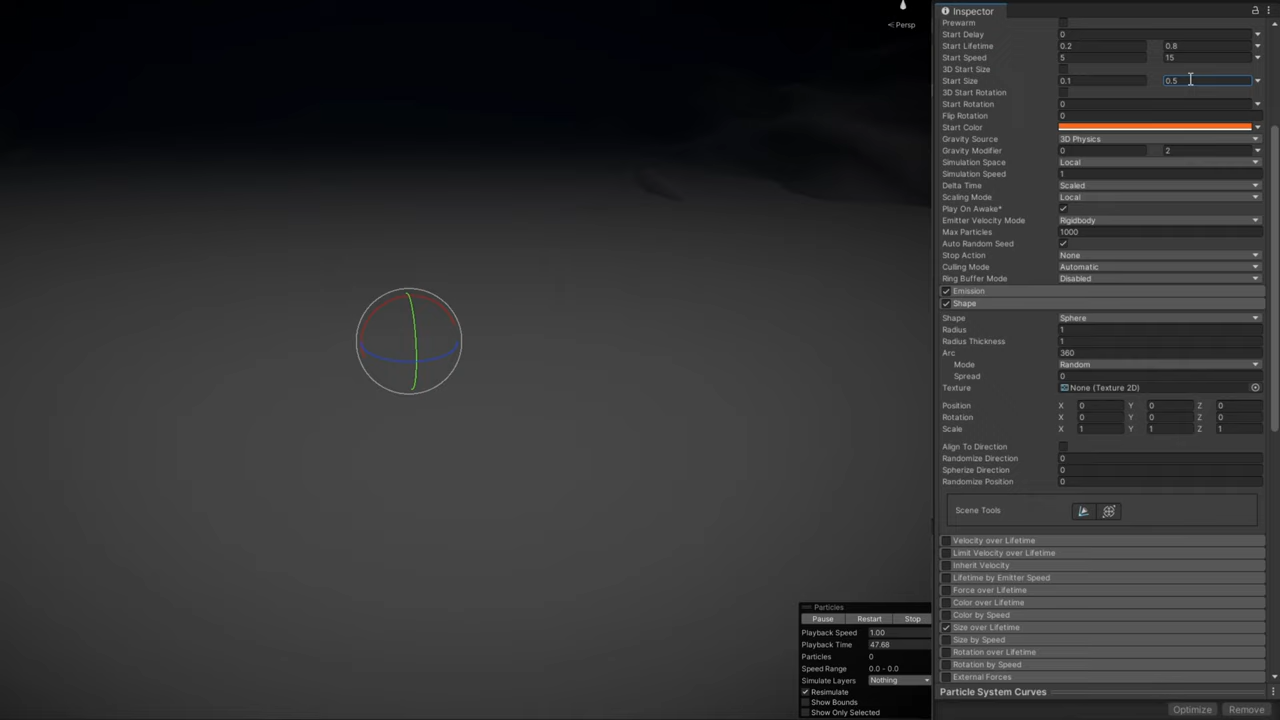 Persp
Inspector
Prewarm
Start Delay 0
Start Lifetime 0.2 0.8
Start Speed 5 15
3D Start Size
Start Size 0.1 0.5
3D Start Rotation
Start Rotation 0
Flip Rotation 0
Start Color
Gravity Source 3D Physics
Gravity Modifier 0 2
Simulation Space Local
Simulation Speed 1
Delta Time Scaled
Scaling Mode Local
Play On Awake*
Emitter Velocity Mode Rigidbody
Max Particles 1000
Auto Random Seed
Stop Action None
Culling Mode Automatic
Ring Buffer Mode Disabled
Emission
Shape
Shape Sphere
Radius 1
Radius Thickness 1
Arc 360
Mode Random
Spread 0
Texture None (Texture 2D)
Position X 0 Y 0 Z 0
Rotation X 0 Y 0 Z 0
Scale X 1 Y 1 Z 1
Align To Direction
Randomize Direction 0
Spherize Direction 0
Randomize Position 0
Scene Tools
Velocity over Lifetime
Limit Velocity over Lifetime
Inherit Velocity
Lifetime by Emitter Speed
Force over Lifetime
Color over Lifetime
Color by Speed
Size over Lifetime
Size by Speed
Rotation over Lifetime
Rotation by Speed
External Forces
Particle System Curves
Optimize Remove
Particles
Pause Restart Stop
Playback Speed 1.00
Playback Time 47.68
Particles 0
Speed Range 0.0 - 0.0
Simulate Layers Nothing
Resimulate
Show Bounds
Show Only Selected